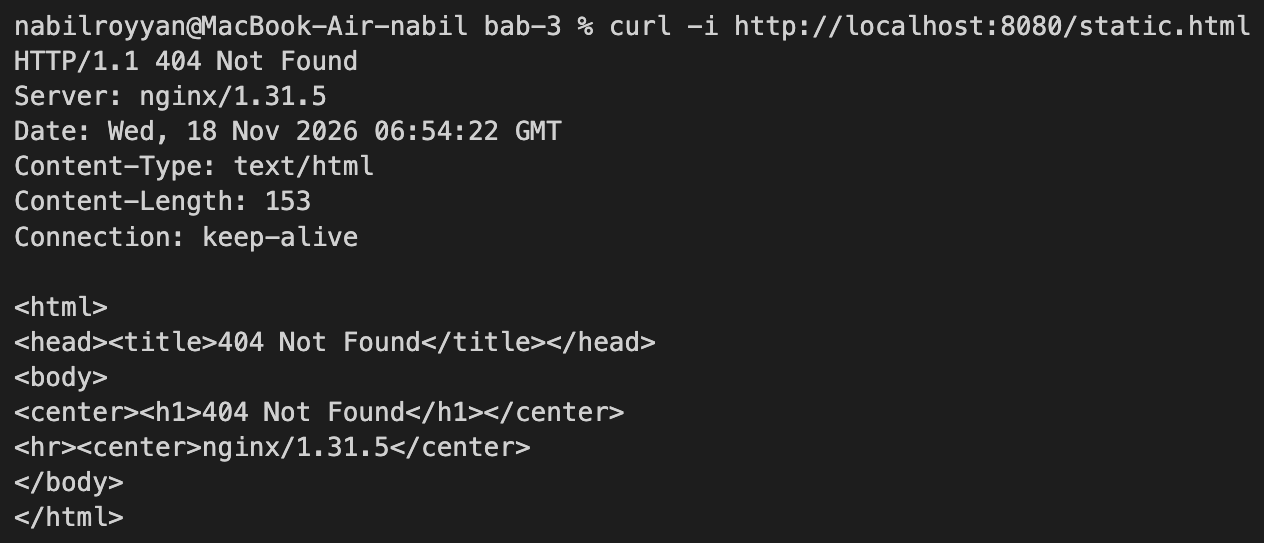 nabilroyyan@MacBook-Air-nabil bab-3 % curl -i http://localhost:8080/static.html
HTTP/1.1 404 Not Found
Server: nginx/1.31.5
Date: Wed, 18 Nov 2026 06:54:22 GMT
Content-Type: text/html
Content-Length: 153
Connection: keep-alive

<html>
<head><title>404 Not Found</title></head>
<body>
<center><h1>404 Not Found</h1></center>
<hr><center>nginx/1.31.5</center>
</body>
</html>